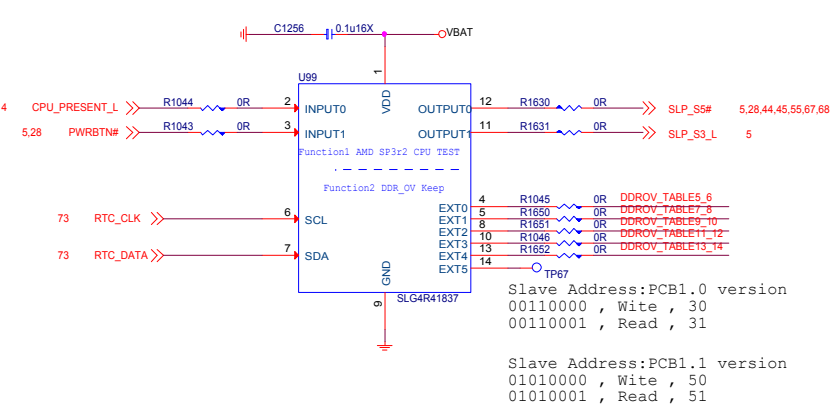 C1256 0.1u16X VBAT
U99
1
VDD
4 CPU_PRESENT_L R1044 0R 2 INPUT0 OUTPUT0 12 R1630 0R SLP_S5# 5,28,44,45,55,67,68
5,28 PWRBTN# R1043 0R 3 INPUT1 OUTPUT1 11 R1631 0R SLP_S3_L 5
Function1 AMD SP3r2 CPU TEST
Function2 DDR_OV Keep
EXT0 4 R1045 0R DDROV_TABLE5_6
73 RTC_CLK 6 SCL EXT1 5 R1650 0R DDROV_TABLE7_8
EXT2 8 R1651 0R DDROV_TABLE9_10
EXT3 10 R1046 0R DDROV_TABLE11_12
73 RTC_DATA 7 SDA EXT4 13 R1652 0R DDROV_TABLE13_14
EXT5 14 TP67
GND
9 SLG4R41837
Slave Address:PCB1.0 version
00110000 , Wite , 30
00110001 , Read , 31
Slave Address:PCB1.1 version
01010000 , Wite , 50
01010001 , Read , 51